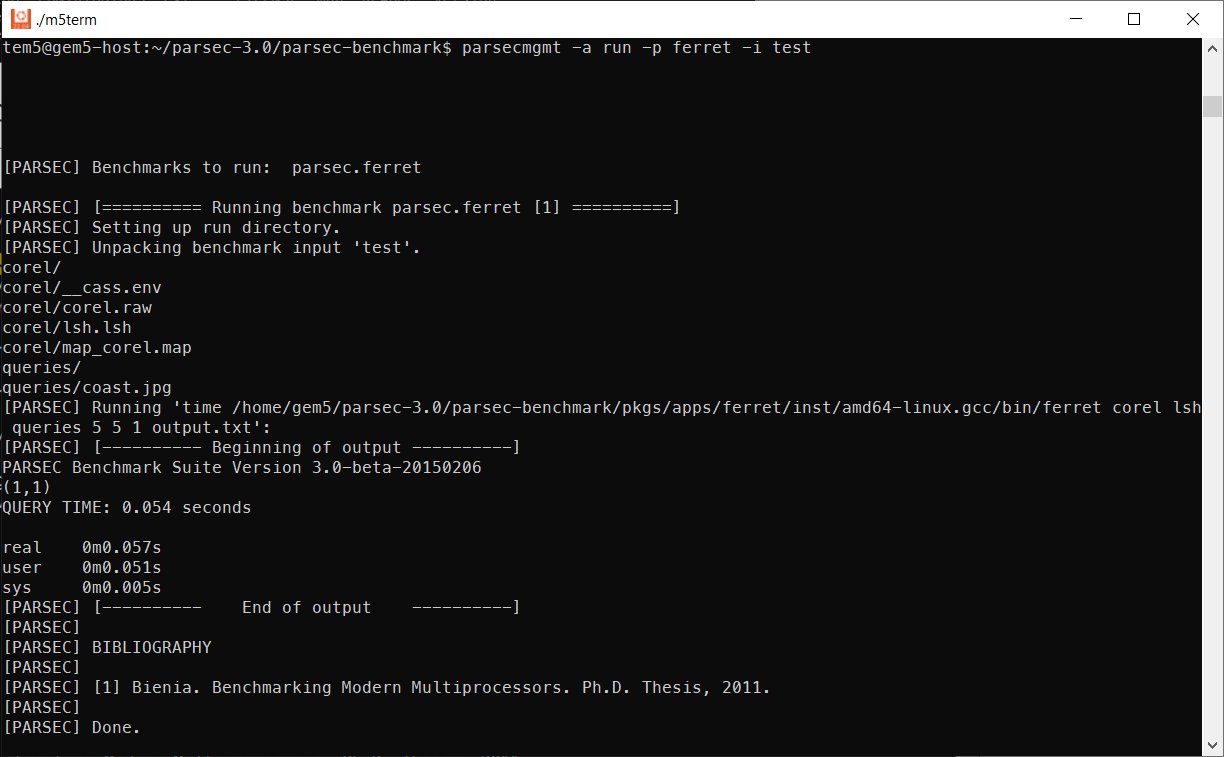 ./m5term
tem5@gem5-host:~/parsec-3.0/parsec-benchmark$ parsecmgmt -a run -p ferret -i test
[PARSEC] Benchmarks to run:  parsec.ferret
[PARSEC] [========== Running benchmark parsec.ferret [1] ==========]
[PARSEC] Setting up run directory.
[PARSEC] Unpacking benchmark input 'test'.
corel/
corel/__cass.env
corel/corel.raw
corel/lsh.lsh
corel/map_corel.map
queries/
queries/coast.jpg
[PARSEC] Running 'time /home/gem5/parsec-3.0/parsec-benchmark/pkgs/apps/ferret/inst/amd64-linux.gcc/bin/ferret corel lsh
 queries 5 5 1 output.txt':
[PARSEC] [---------- Beginning of output ----------]
PARSEC Benchmark Suite Version 3.0-beta-20150206
(1,1)
QUERY TIME: 0.054 seconds
real    0m0.057s
user    0m0.051s
sys     0m0.005s
[PARSEC] [----------    End of output    ----------]
[PARSEC]
[PARSEC] BIBLIOGRAPHY
[PARSEC]
[PARSEC] [1] Bienia. Benchmarking Modern Multiprocessors. Ph.D. Thesis, 2011.
[PARSEC]
[PARSEC] Done.